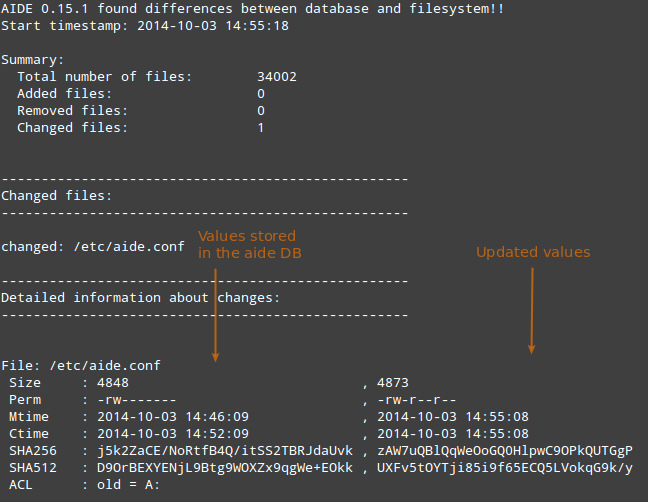 AIDE 0.15.1 found differences between database and filesystem!!
Start timestamp: 2014-10-03 14:55:18
Summary:
Total number of files: 34002
Added files: 0
Removed files: 0
Changed files: 1
---------------------------------------------------
Changed files:
---------------------------------------------------
Values stored
in the aide DB
changed: /etc/aide.conf
Updated values
---------------------------------------------------
Detailed information about changes:
---------------------------------------------------
File: /etc/aide.conf
Size : 4848 , 4873
Perm : -rw------- , -rw-r--r--
Mtime : 2014-10-03 14:46:09 , 2014-10-03 14:55:08
Ctime : 2014-10-03 14:52:09 , 2014-10-03 14:55:08
SHA256 : j5k2ZaCE/NoRtfB4Q/itSS2TBRJdaUvk , zAW7uQBlQqWeOoGQOHlpwC9OPkQUTGgP
SHA512 : D9OrBEXYENjL9Btg9WOXZx9qgWe+EOkk , UXFv5tOYTji85i9f65ECQ5LVokqG9k/y
ACL : old = A: